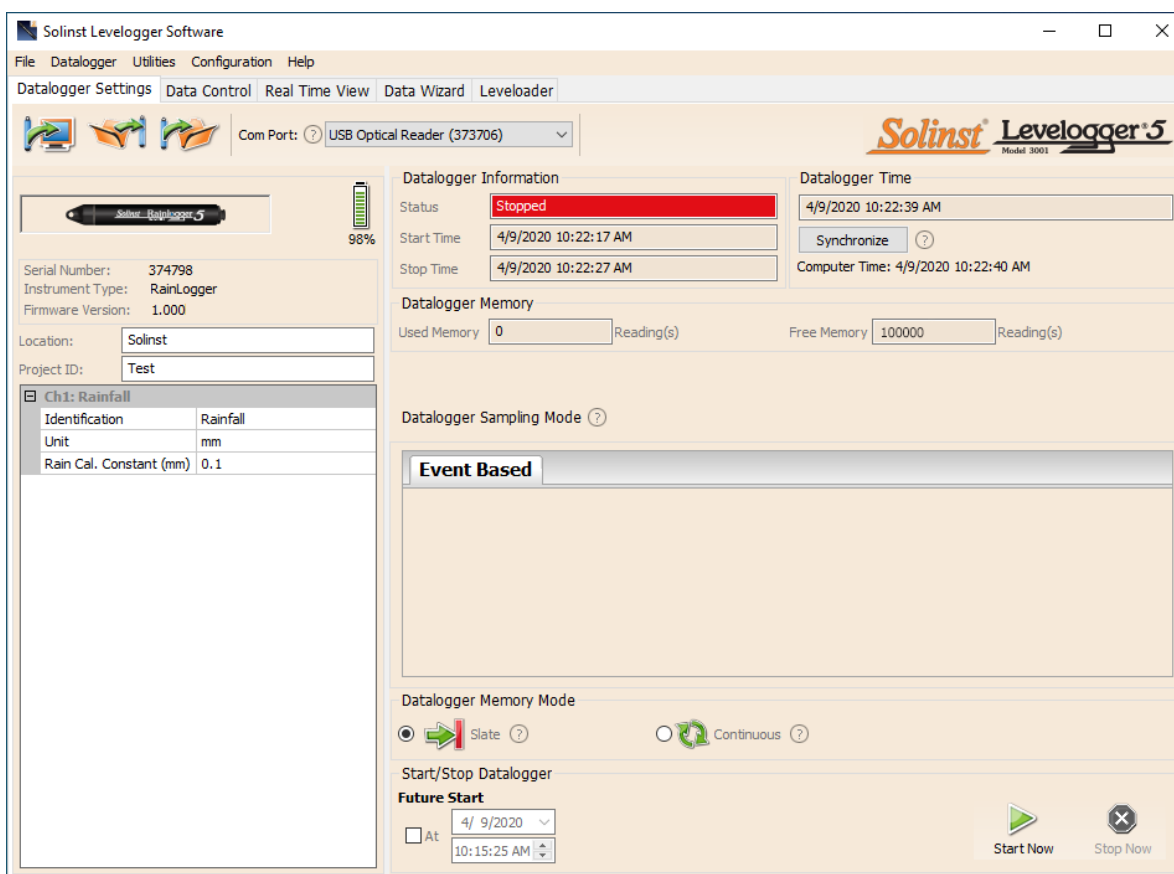 Solinst Levelogger Software
File Datalogger Utilities Configuration Help
Datalogger Settings Data Control Real Time View Data Wizard Leveloader
Com Port: ? USB Optical Reader (373706)
Solinst® Levelogger® 5
Model 3001
Solinst Rainlogger 5
98%
Serial Number: 374798
Instrument Type: RainLogger
Firmware Version: 1.000
Location: Solinst
Project ID: Test
Ch1: Rainfall
Identification Rainfall
Unit mm
Rain Cal. Constant (mm) 0.1
Datalogger Information
Status Stopped
Start Time 4/9/2020 10:22:17 AM
Stop Time 4/9/2020 10:22:27 AM
Datalogger Time
4/9/2020 10:22:39 AM
Synchronize ?
Computer Time: 4/9/2020 10:22:40 AM
Datalogger Memory
Used Memory 0 Reading(s) Free Memory 100000 Reading(s)
Datalogger Sampling Mode ?
Event Based
Datalogger Memory Mode
Slate ? Continuous ?
Start/Stop Datalogger
Future Start
At 4/ 9/2020
10:15:25 AM
Start Now Stop Now